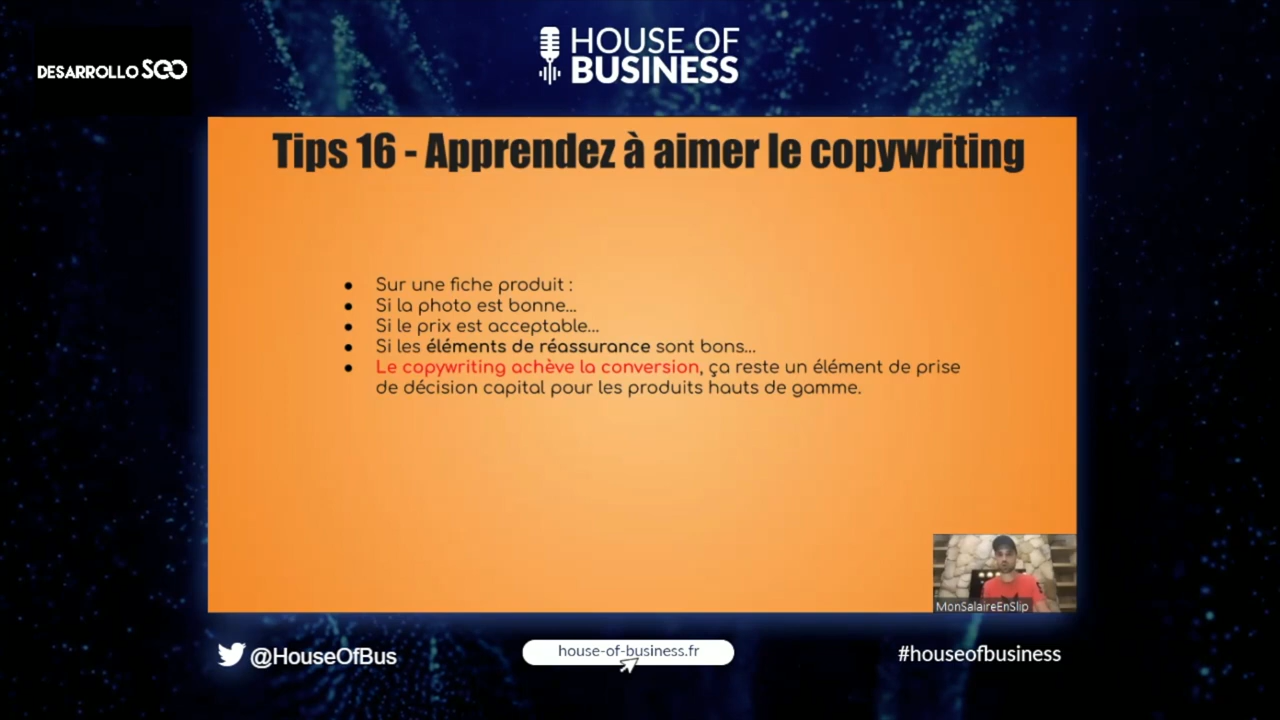 DESARROLLO SEO
HOUSE OF
BUSINESS
Tips 16 - Apprendez à aimer le copywriting
● Sur une fiche produit :
● Si la photo est bonne...
● Si le prix est acceptable...
● Si les éléments de réassurance sont bons...
● Le copywriting achève la conversion, ça reste un élément de prise
de décision capital pour les produits hauts de gamme.
MonSalaireEnSlip
@HouseOfBus
house-of-business.fr
#houseofbusiness